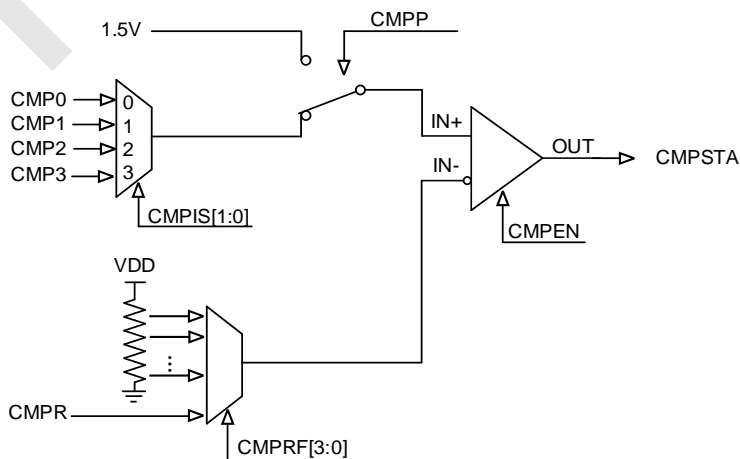 1.5V
CMPP
CMP0
CMP1
CMP2
CMP3
0
1
2
3
CMPIS[1:0]
IN+
IN-
OUT
CMPSTA
CMPEN
VDD
⋮
CMPR
CMPRF[3:0]